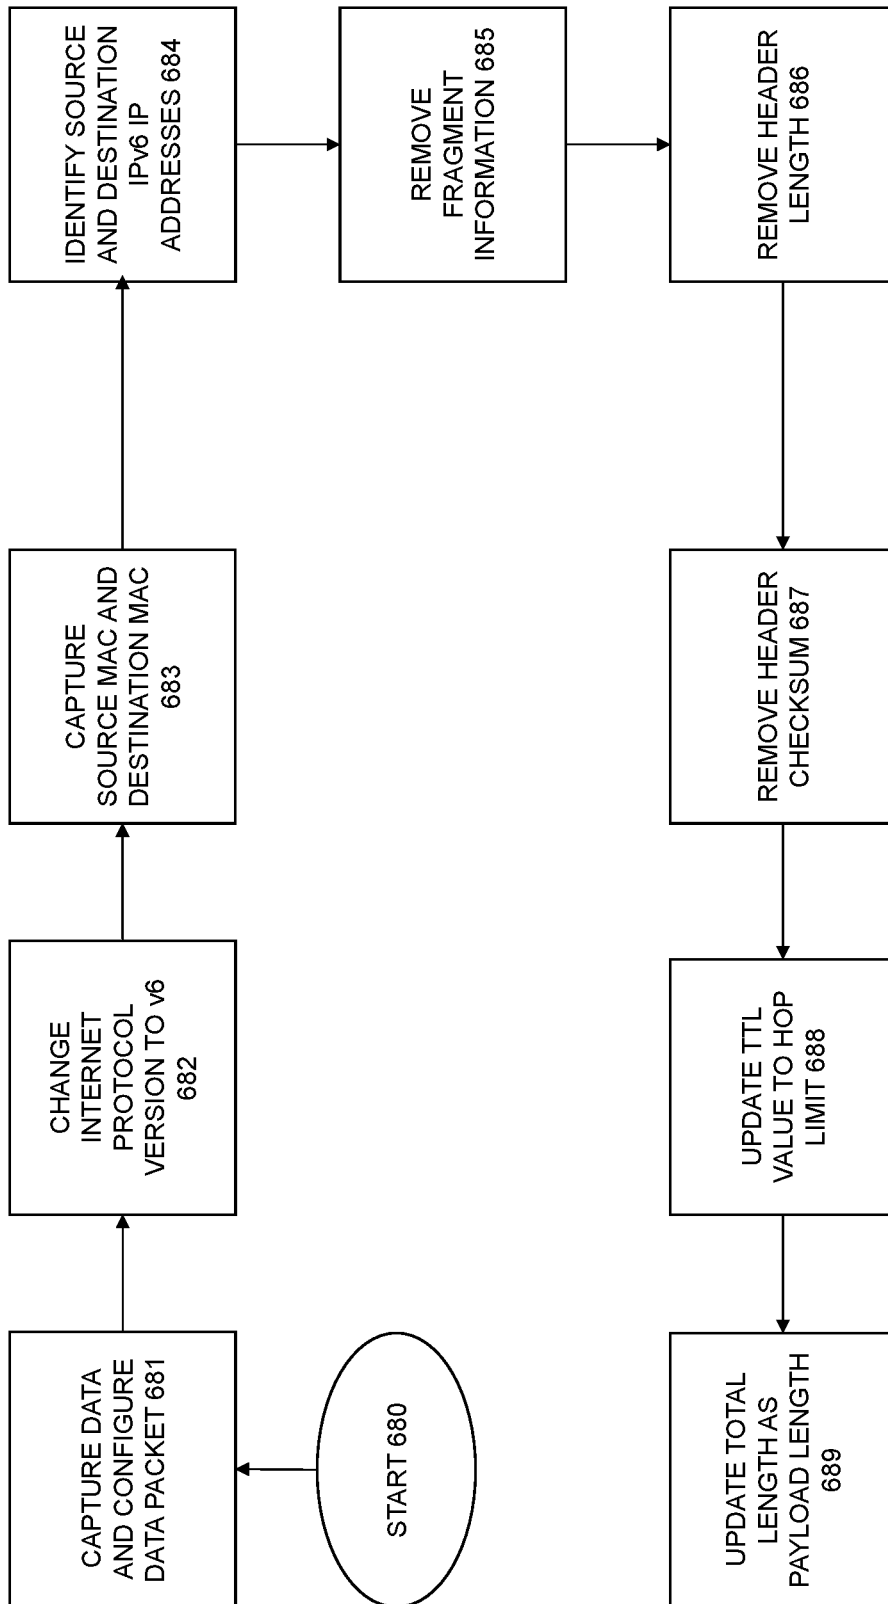 START 680
CAPTURE DATA
AND CONFIGURE
DATA PACKET 681
CHANGE
INTERNET
PROTOCOL
VERSION TO v6
682
CAPTURE
SOURCE MAC AND
DESTINATION MAC
683
IDENTIFY SOURCE
AND DESTINATION
IPv6 IP
ADDRESSES 684
REMOVE
FRAGMENT
INFORMATION 685
REMOVE HEADER
LENGTH 686
REMOVE HEADER
CHECKSUM 687
UPDATE TTL
VALUE TO HOP
LIMIT 688
UPDATE TOTAL
LENGTH AS
PAYLOAD LENGTH
689